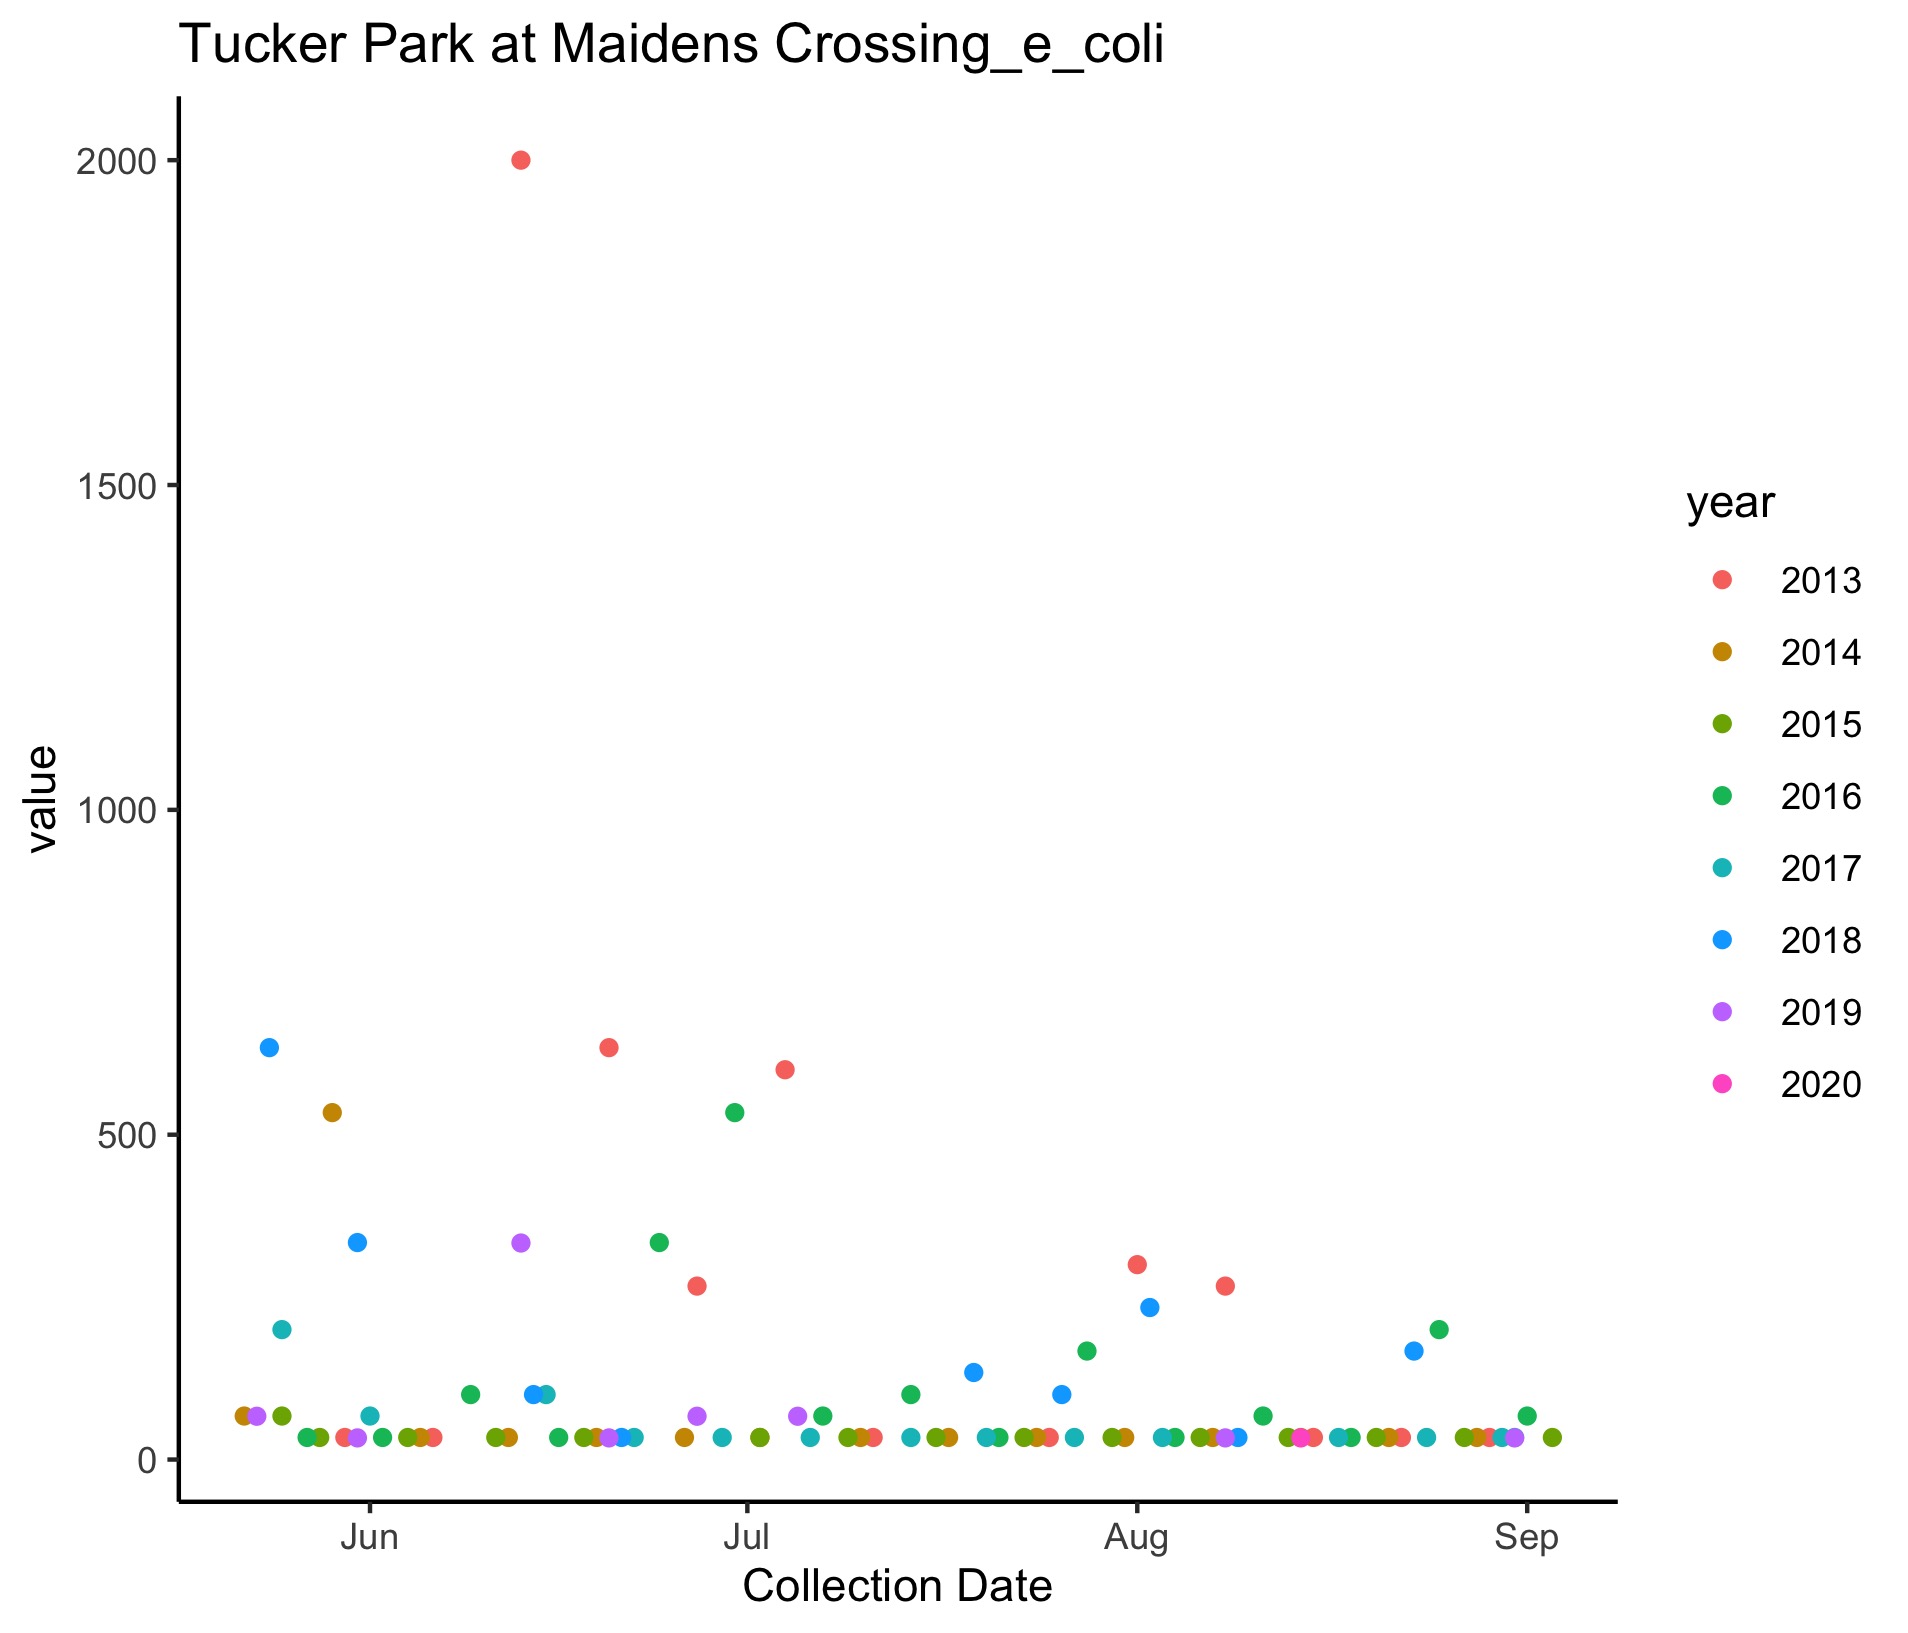 Tucker Park at Maidens Crossing_e_coli
2000
1500
1000
500
0
value
Jun
Jul
Aug
Sep
Collection Date
year
2013
2014
2015
2016
2017
2018
2019
2020